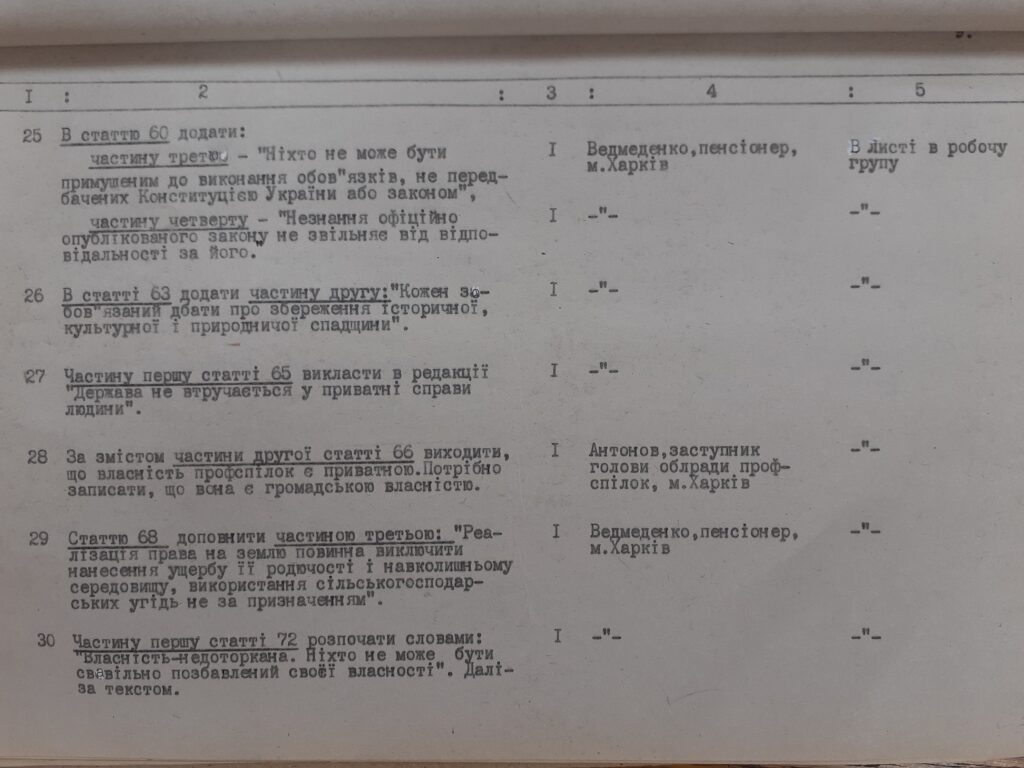 9.
I : 2 : 3 : 4 : 5
25 В статтю 60 додати:
частину третю – "Ніхто не може бути I Ведмеденко,пенсіонер, В листі в робочу
примушеним до виконання обов"язків, не перед- м.Харків групу
бачених Конституцією України або законом",
частину четверту – "Незнання офіційно I –"– –"–
опублікованого закону не звільняє від відпо-
відальності за його."
26 В статті 63 додати частину другу:"Кожен зо- I –"– –"–
бов"язаний дбати про збереження історичної,
культурної і природничої спадщини".
27 Частину першу статті 65 викласти в редакції I –"– –"–
"Держава не втручається у приватні справи
людини".
28 За змістом частини другої статті 66 виходити, I Антонов,заступник –"–
що власність профспілок є приватною.Потрібно голови облради проф-
записати, що вона є громадською власністю. спілок, м.Харків
29 Статтю 68 доповнити частиною третьою: "Реа- I Ведмеденко,пенсіонер, –"–
лізація права на землю повинна виключити м.Харків
нанесення ущербу її родючості і навколишньому
середовищу, використання сільськогосподар-
ських угідь не за призначенням".
30 Частину першу статті 72 розпочати словами: I –"– –"–
"Власність–недоторкана. Ніхто не може бути
свавільно позбавлений своєї власності". Далі-
за текстом.